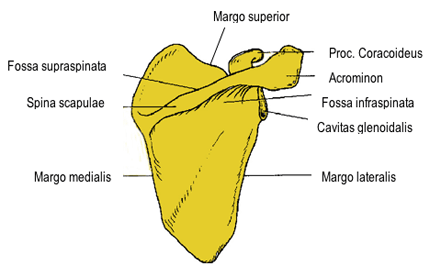 Margo superior
Proc. Coracoideus
Fossa supraspinata
Acrominon
Spina scapulae
Fossa infraspinata
Cavitas glenoidalis
Margo medialis
Margo lateralis